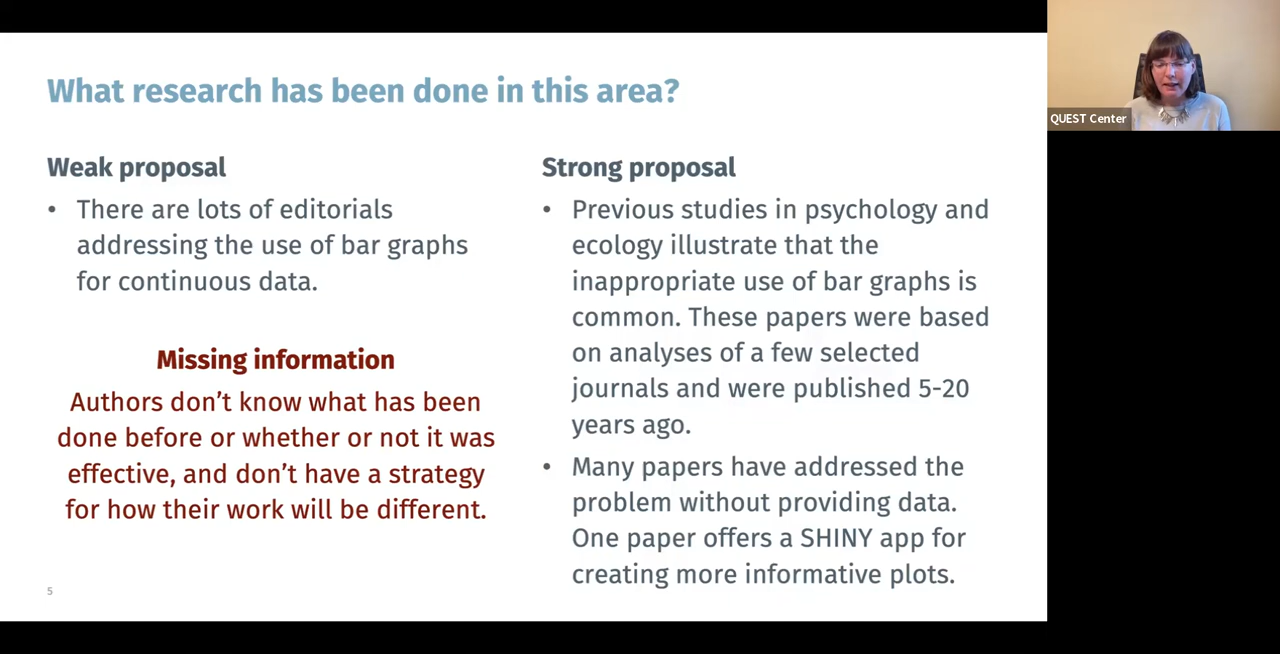 What research has been done in this area?
Weak proposal
• There are lots of editorials
addressing the use of bar graphs
for continuous data.
Missing information
Authors don’t know what has been
done before or whether or not it was
effective, and don’t have a strategy
for how their work will be different.
5
Strong proposal
• Previous studies in psychology and
ecology illustrate that the
inappropriate use of bar graphs is
common. These papers were based
on analyses of a few selected
journals and were published 5-20
years ago.
• Many papers have addressed the
problem without providing data.
One paper offers a SHINY app for
creating more informative plots.
QUEST Center